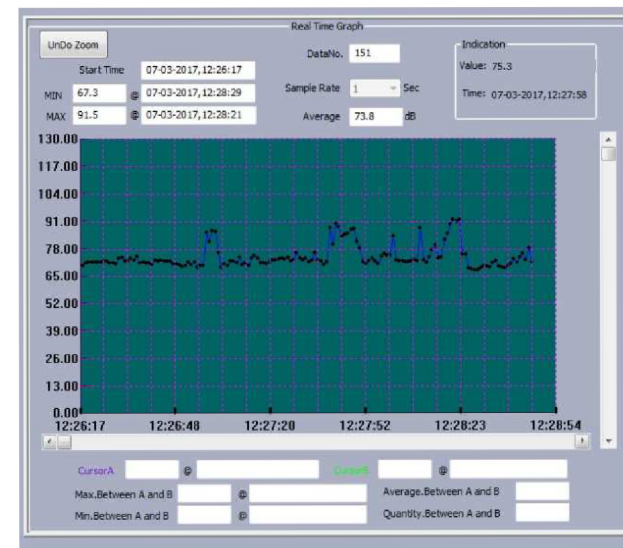 Real Time Graph
UnDo Zoom
DataNo. 151
Indication
Value: 75.3
Time: 07-03-2017,12:27:58
Start Time 07-03-2017,12:26:17
MIN 67.3 @ 07-03-2017,12:28:29
Sample Rate 1 Sec
MAX 91.5 @ 07-03-2017,12:28:21
Average 73.8 dB
130.00
117.00
104.00
91.00
78.00
65.00
52.00
39.00
26.00
13.00
0.00
12:26:17 12:26:48 12:27:20 12:27:52 12:28:23 12:28:54
CursorA @ CursorB @
Max.Between A and B @ Average.Between A and B
Min.Between A and B @ Quantity.Between A and B